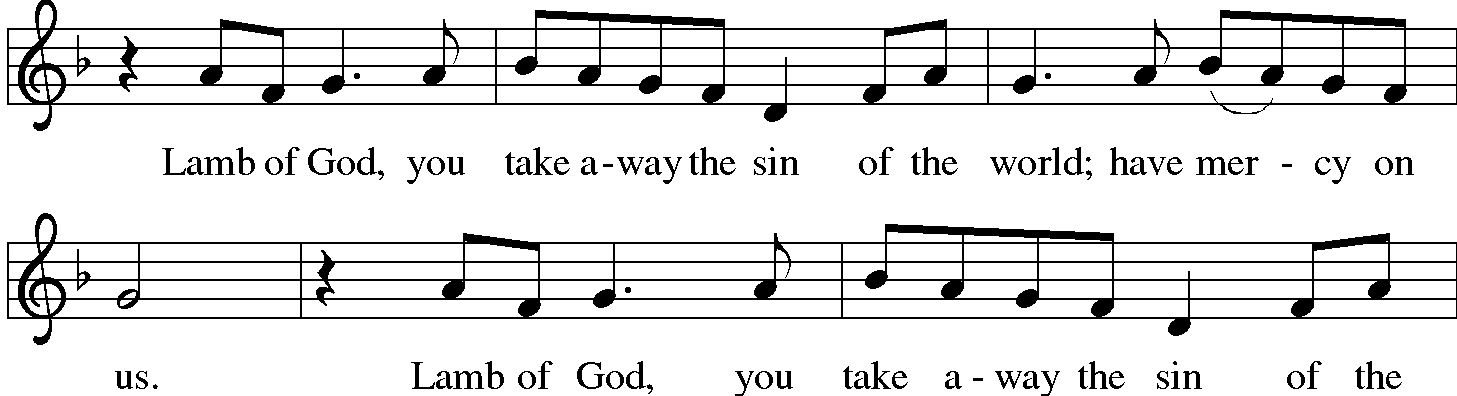 Lamb of God, you take a-way the sin of the world; have mer - cy on
us. Lamb of God, you take a - way the sin of the